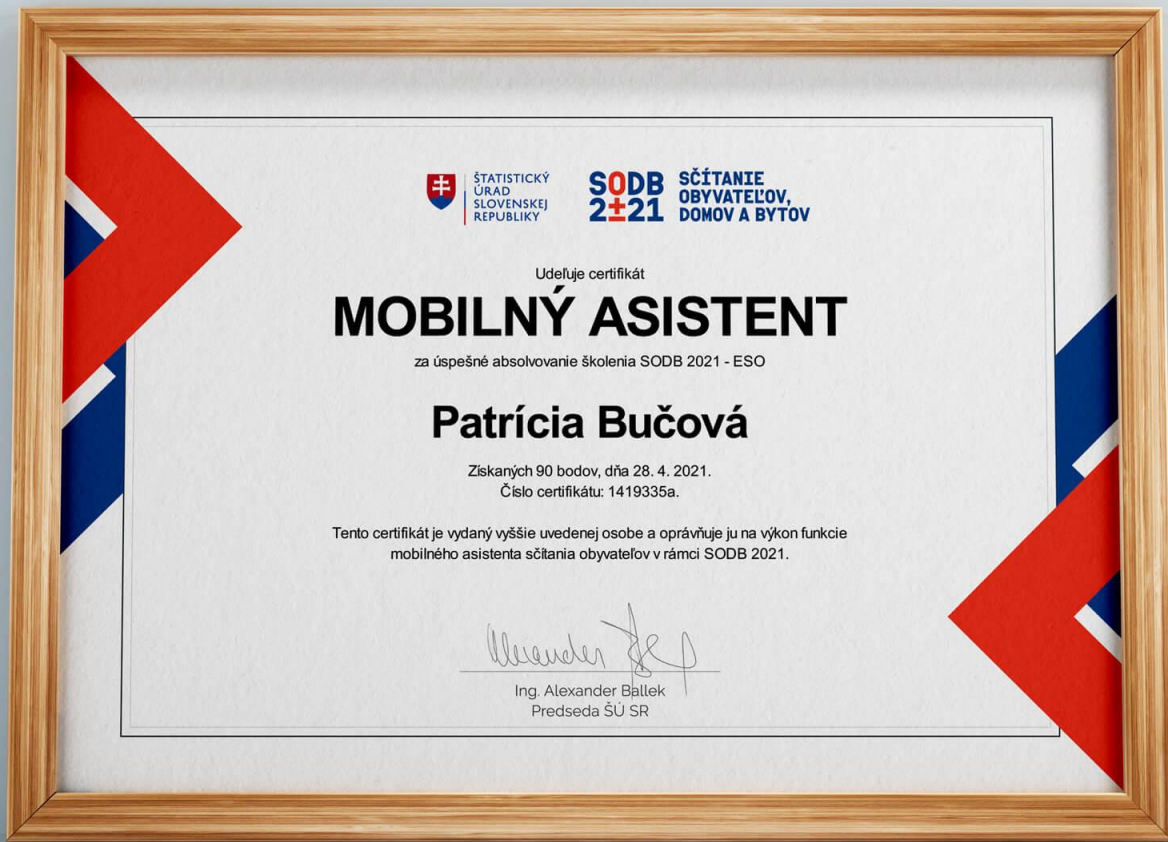 ŠTATISTICKÝ
ÚRAD
SLOVENSKEJ
REPUBLIKY
SODB
2±21
SČÍTANIE
OBYVATEĽOV,
DOMOV A BYTOV
Udeľuje certifikát
MOBILNÝ ASISTENT
za úspešné absolvovanie školenia SODB 2021 - ESO
Patrícia Bučová
Získaných 90 bodov, dňa 28. 4. 2021.
Číslo certifikátu: 1419335a.
Tento certifikát je vydaný vyššie uvedenej osobe a oprávňuje ju na výkon funkcie
mobilného asistenta sčítania obyvateľov v rámci SODB 2021.
Ing. Alexander Ballek
Predseda ŠÚ SR